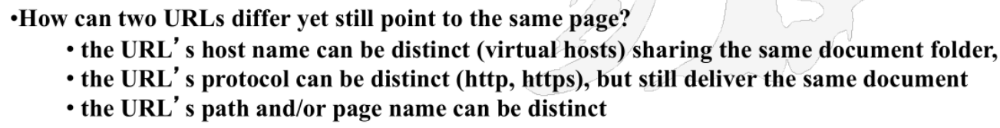 •How can two URLs differ yet still point to the same page?
• the URL’s host name can be distinct (virtual hosts) sharing the same document folder,
• the URL’s protocol can be distinct (http, https), but still deliver the same document
• the URL’s path and/or page name can be distinct